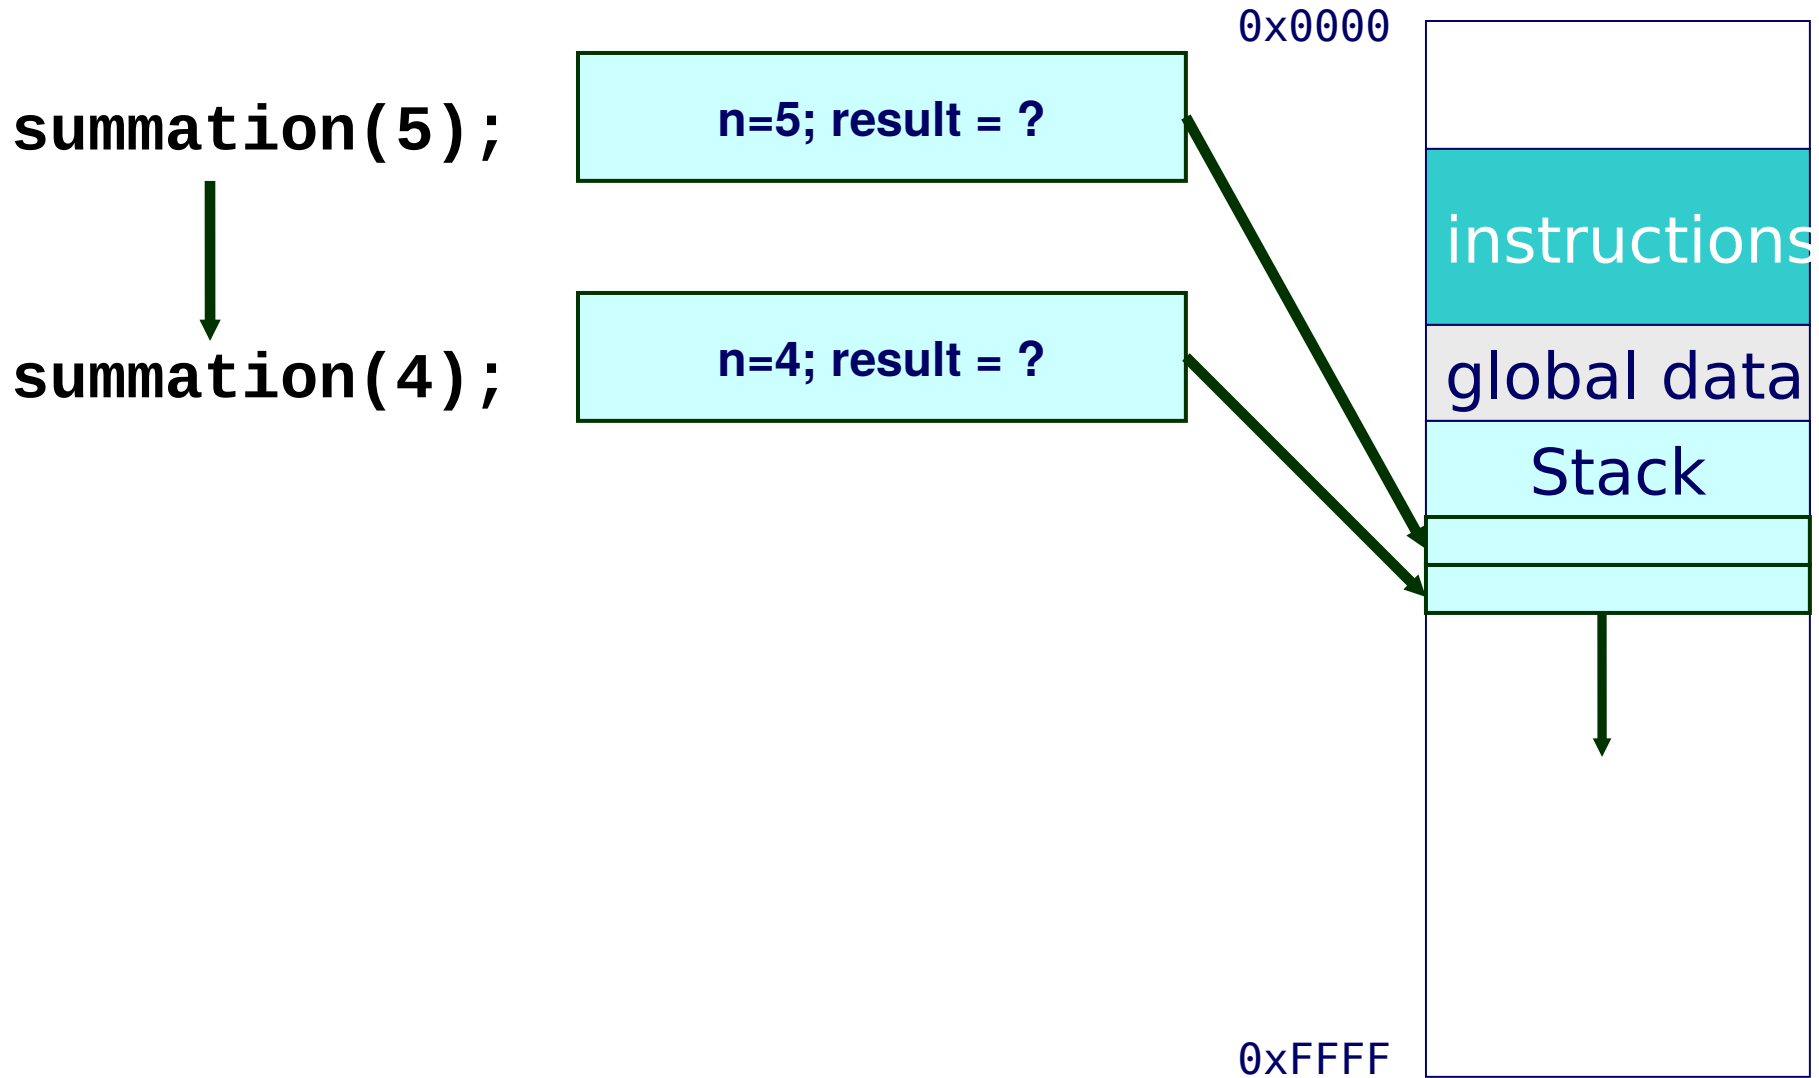 0x0000
summation(5);
n=5; result = ?
instructions
summation(4);
n=4; result = ?
global data
Stack
0xFFFF